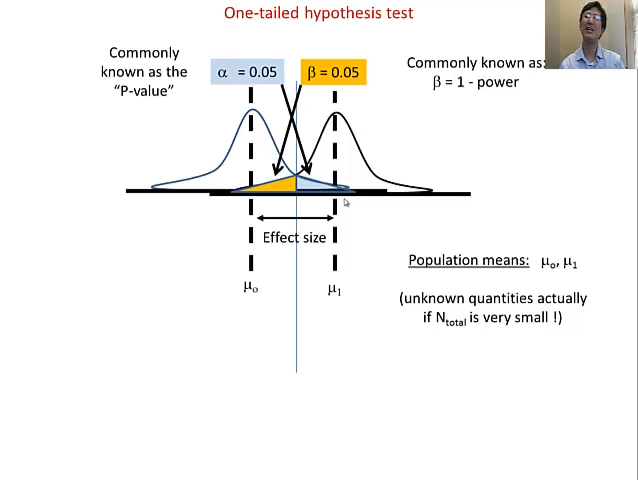 One-tailed hypothesis test
Commonly
known as the
“P-value”
α = 0.05
β = 0.05
Commonly known as:
β = 1 - power
Effect size
μo
μ1
Population means: μo, μ1
(unknown quantities actually
if Ntotal is very small !)